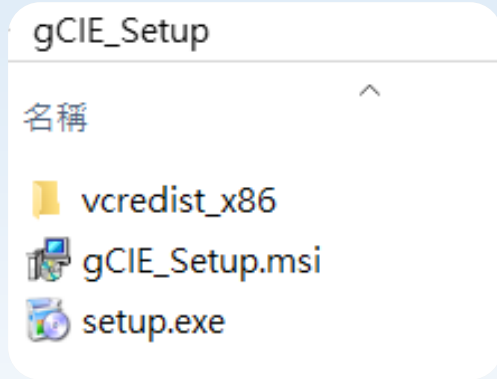 gCIE_Setup
名稱
vcredist_x86
gCIE_Setup.msi
setup.exe